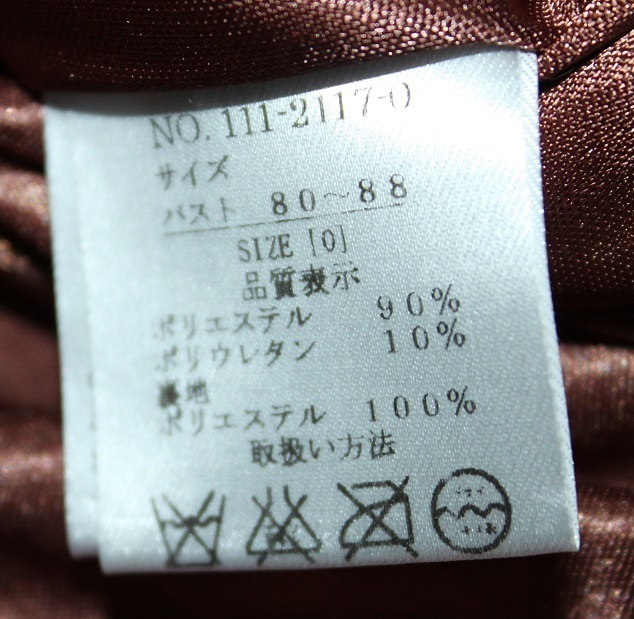 NO. 111-2117-0
サイズ
バスト 80～88
SIZE [0]
品質表示
ポリエステル 90%
ポリウレタン 10%
裏地
ポリエステル 100%
取扱い方法